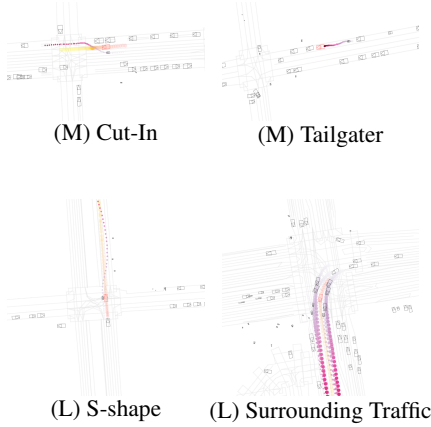 (M) Cut-In
(M) Tailgater
(L) S-shape
(L) Surrounding Traffic